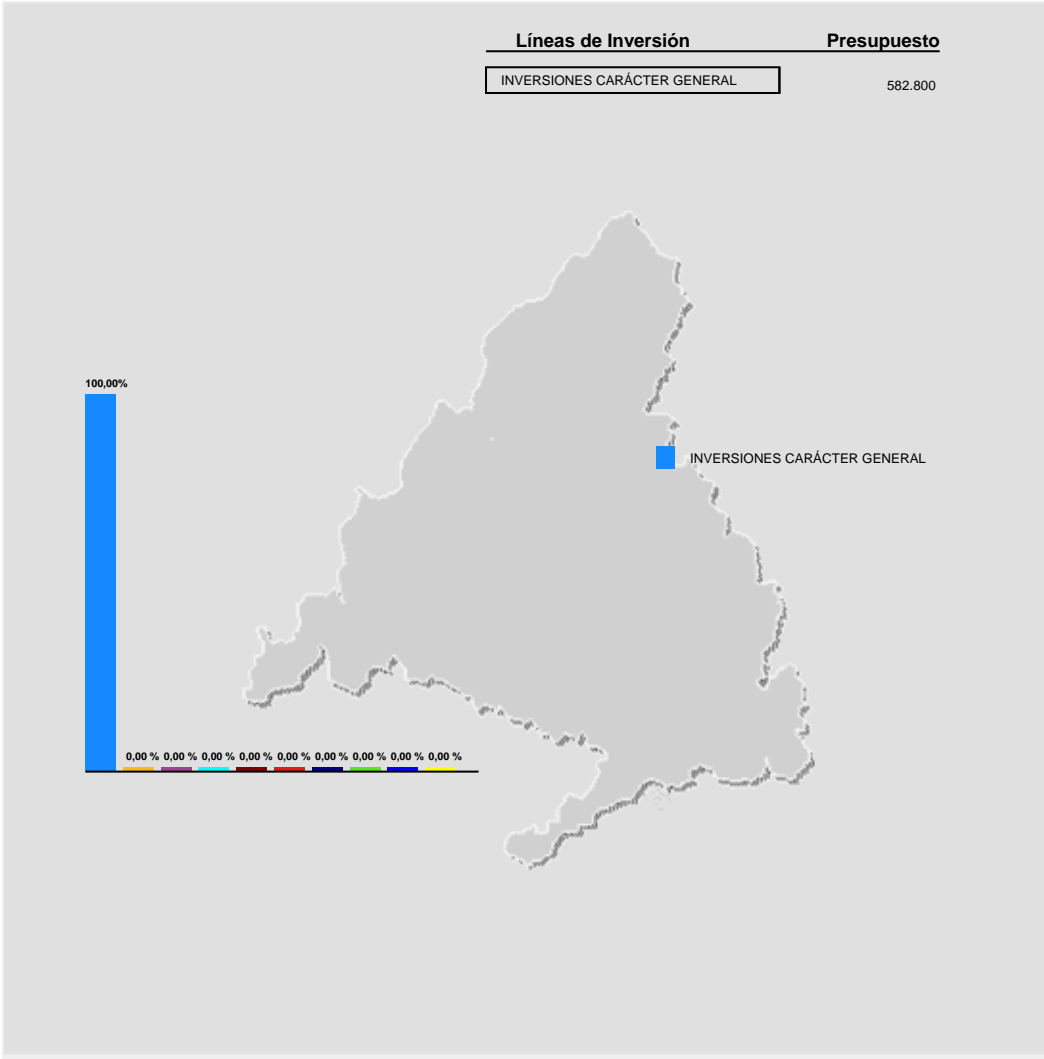 Líneas de Inversión Presupuesto
INVERSIONES CARÁCTER GENERAL 582.800
100,00%
INVERSIONES CARÁCTER GENERAL
0,00 % 0,00 % 0,00 % 0,00 % 0,00 % 0,00 % 0,00 % 0,00 % 0,00 %